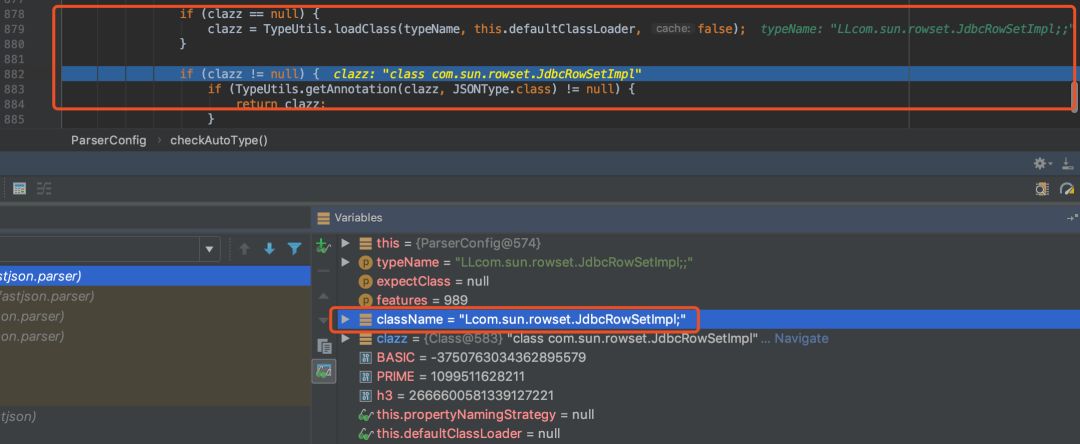 877
878 if (clazz == null) {
879 clazz = TypeUtils.loadClass(typeName, this.defaultClassLoader, cache: false); typeName: "LLcom.sun.rowset.JdbcRowSetImpl;;"
880 }
881
882 if (clazz != null) { clazz: "class com.sun.rowset.JdbcRowSetImpl"
883 if (TypeUtils.getAnnotation(clazz, JSONType.class) != null) {
884 return clazz;
885 }
ParserConfig › checkAutoType()
Variables
this = {ParserConfig@574}
typeName = "LLcom.sun.rowset.JdbcRowSetImpl;;"
stjson.parser) expectClass = null
fastjson.parser) features = 989
json.parser) className = "Lcom.sun.rowset.JdbcRowSetImpl;"
json.parser) clazz = {Class@583} "class com.sun.rowset.JdbcRowSetImpl" ... Navigate
BASIC = -3750763034362895579
PRIME = 1099511628211
h3 = 2666600581339127221
stjson) this.propertyNamingStrategy = null
this.defaultClassLoader = null